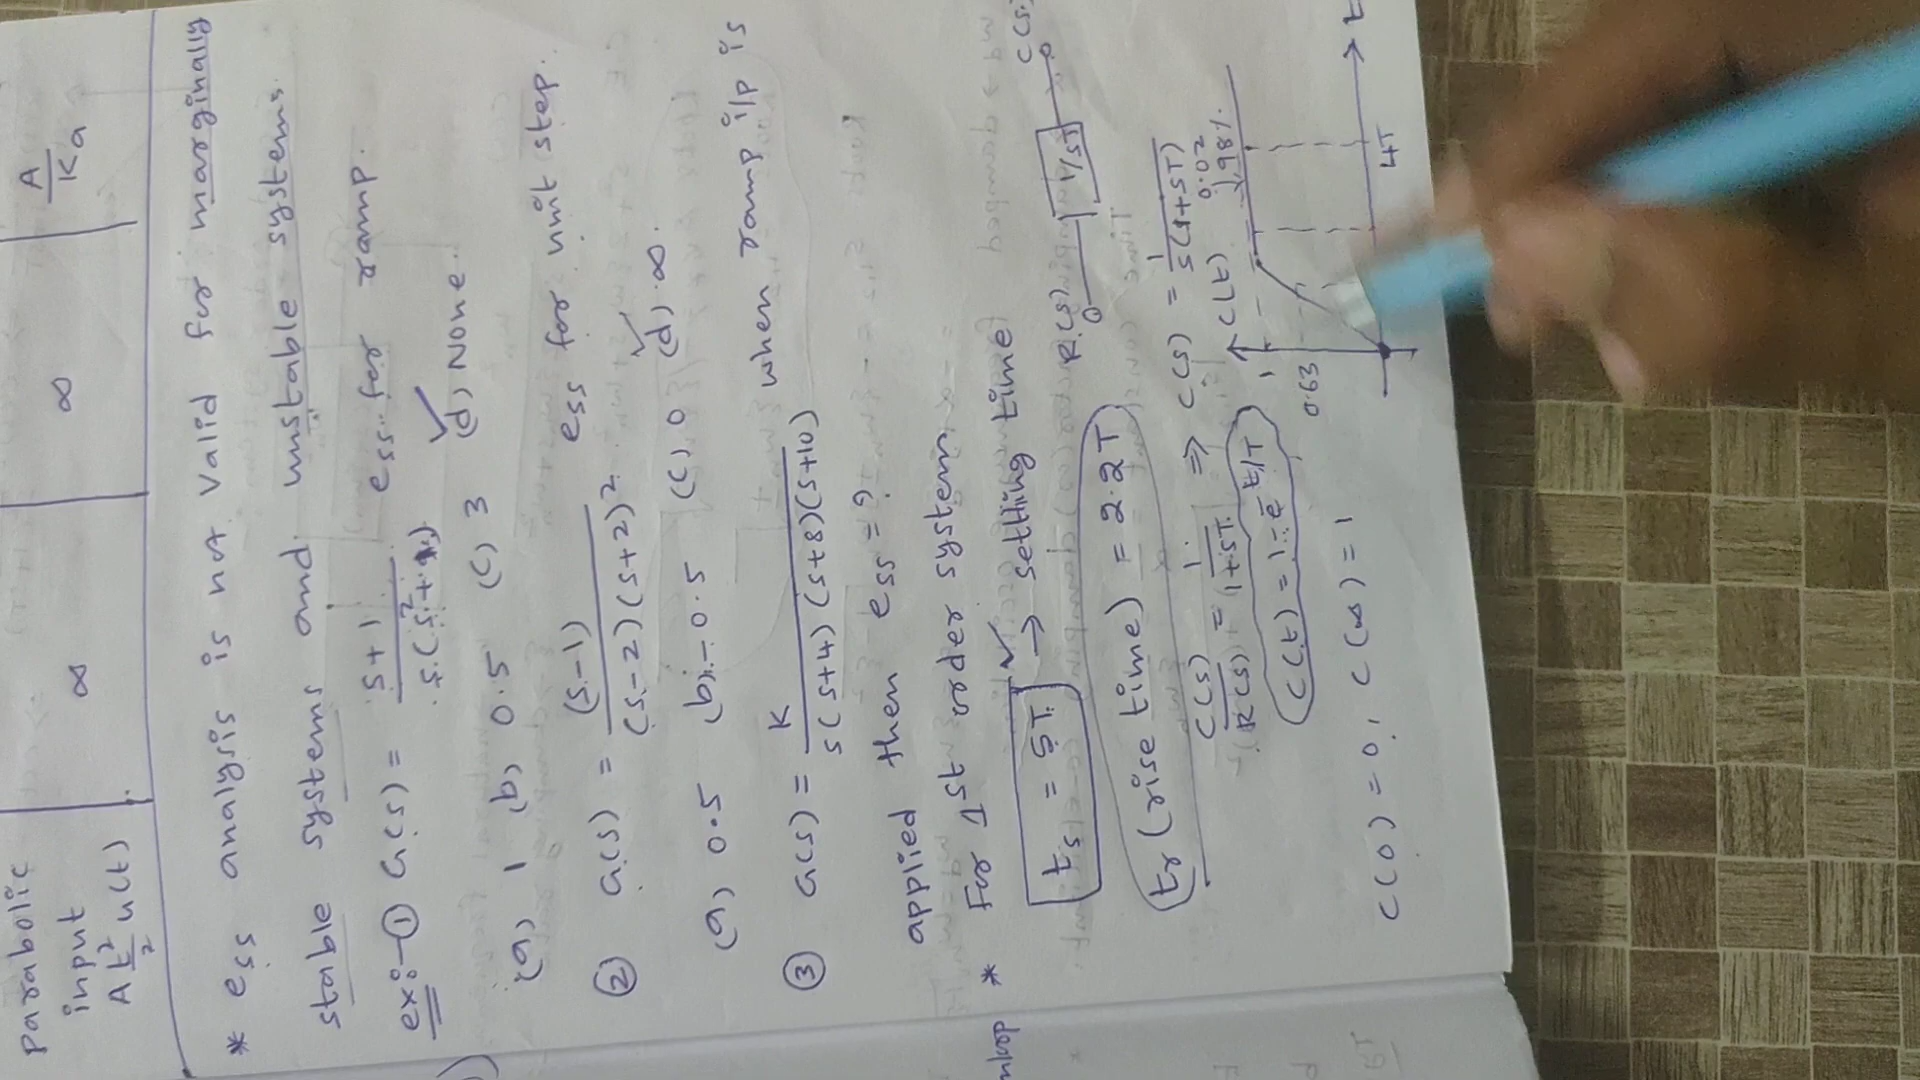 parabolic
input
A t²/2 u(t)
∞
∞
A/Ka
* ess analysis is not valid for marginally
stable systems and unstable systems.
ex:- ① G(s) = s+1 / s(s²+ ess for ramp.
(a) 1 (b) 0.5 (c) 3 (d) None.
② G(s) = (s-1) / (s-2)(s+2)² ess for unit step.
(a) 0.5 (b) -0.5 (c) 0 (d) ∞.
③ G(s) = K / s(s+4)(s+8)(s+10) when ramp i/p is
applied then ess = ?
* For 1st order system
ts = 5T. → settling time
tr (rise time) = 2.2T
R(s) 1/sT C(s)
C(s)/R(s) = 1/1+sT ⇒ C(s) = 1/s(1+sT)
C(t) = 1-e^-t/T
C(0) = 0, C(∞) = 1
C(t)
0.02
98%
1
0.63
4T
t